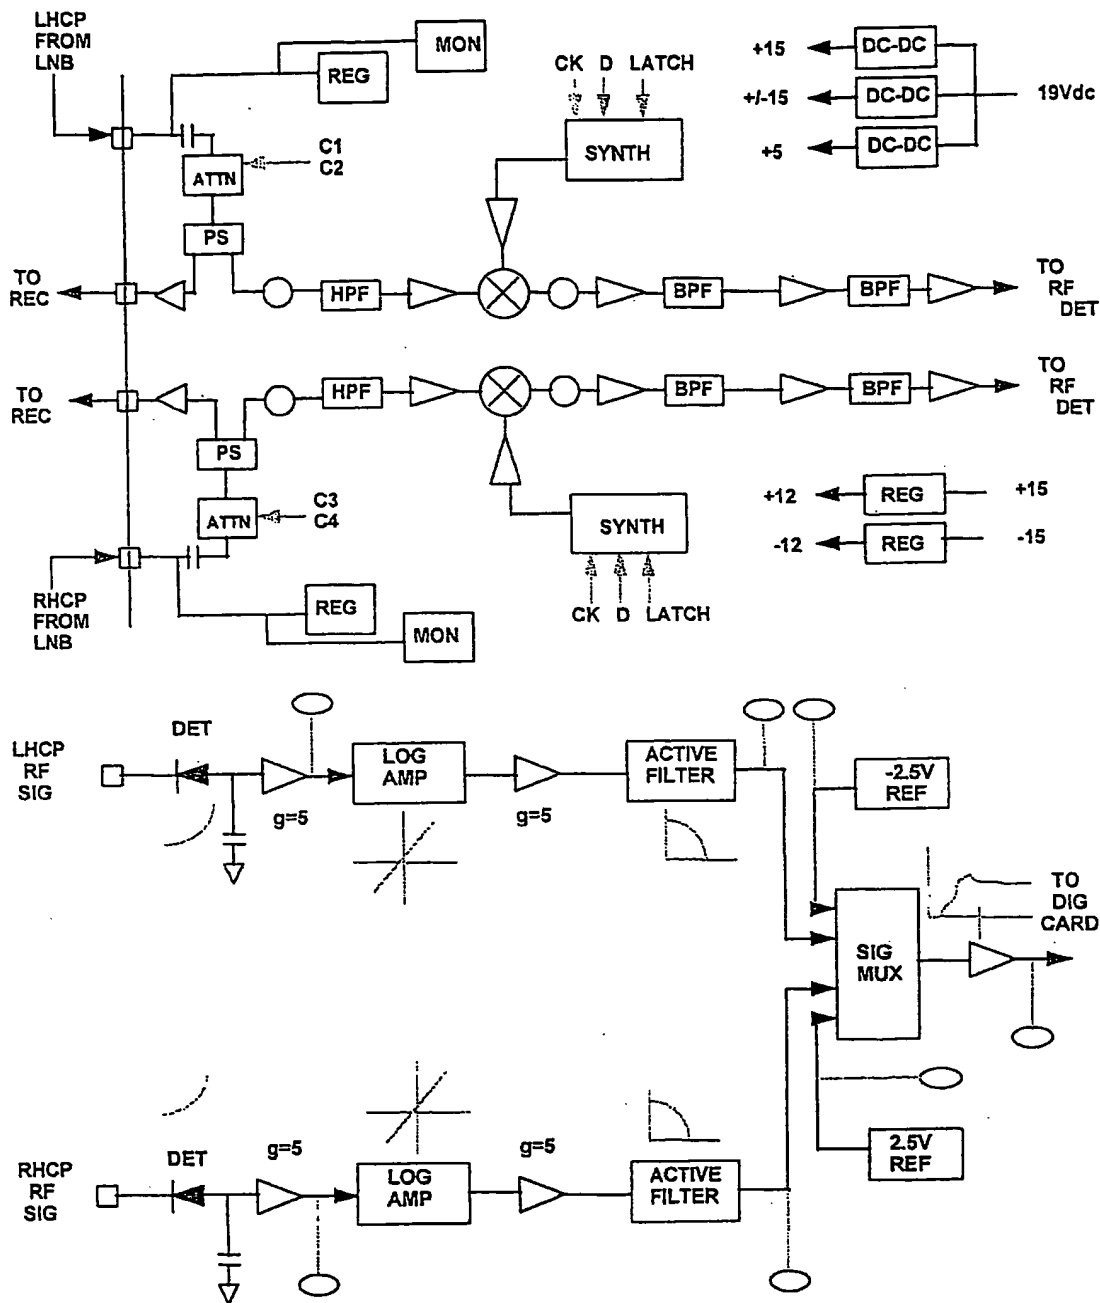 LHCP
FROM
LNB
MON
REG
CK D LATCH
+15
DC-DC
+/-15
DC-DC
19Vdc
+5
DC-DC
SYNTH
C1
C2
ATTN
PS
TO
REC
HPF
BPF
BPF
TO
RF
DET
TO
REC
HPF
BPF
BPF
TO
RF
DET
PS
ATTN
C3
C4
SYNTH
+12
REG
+15
-12
REG
-15
CK D LATCH
RHCP
FROM
LNB
REG
MON
LHCP
RF
SIG
DET
g=5
LOG
AMP
g=5
ACTIVE
FILTER
-2.5V
REF
SIG
MUX
TO
DIG
CARD
RHCP
RF
SIG
DET
g=5
LOG
AMP
g=5
ACTIVE
FILTER
2.5V
REF